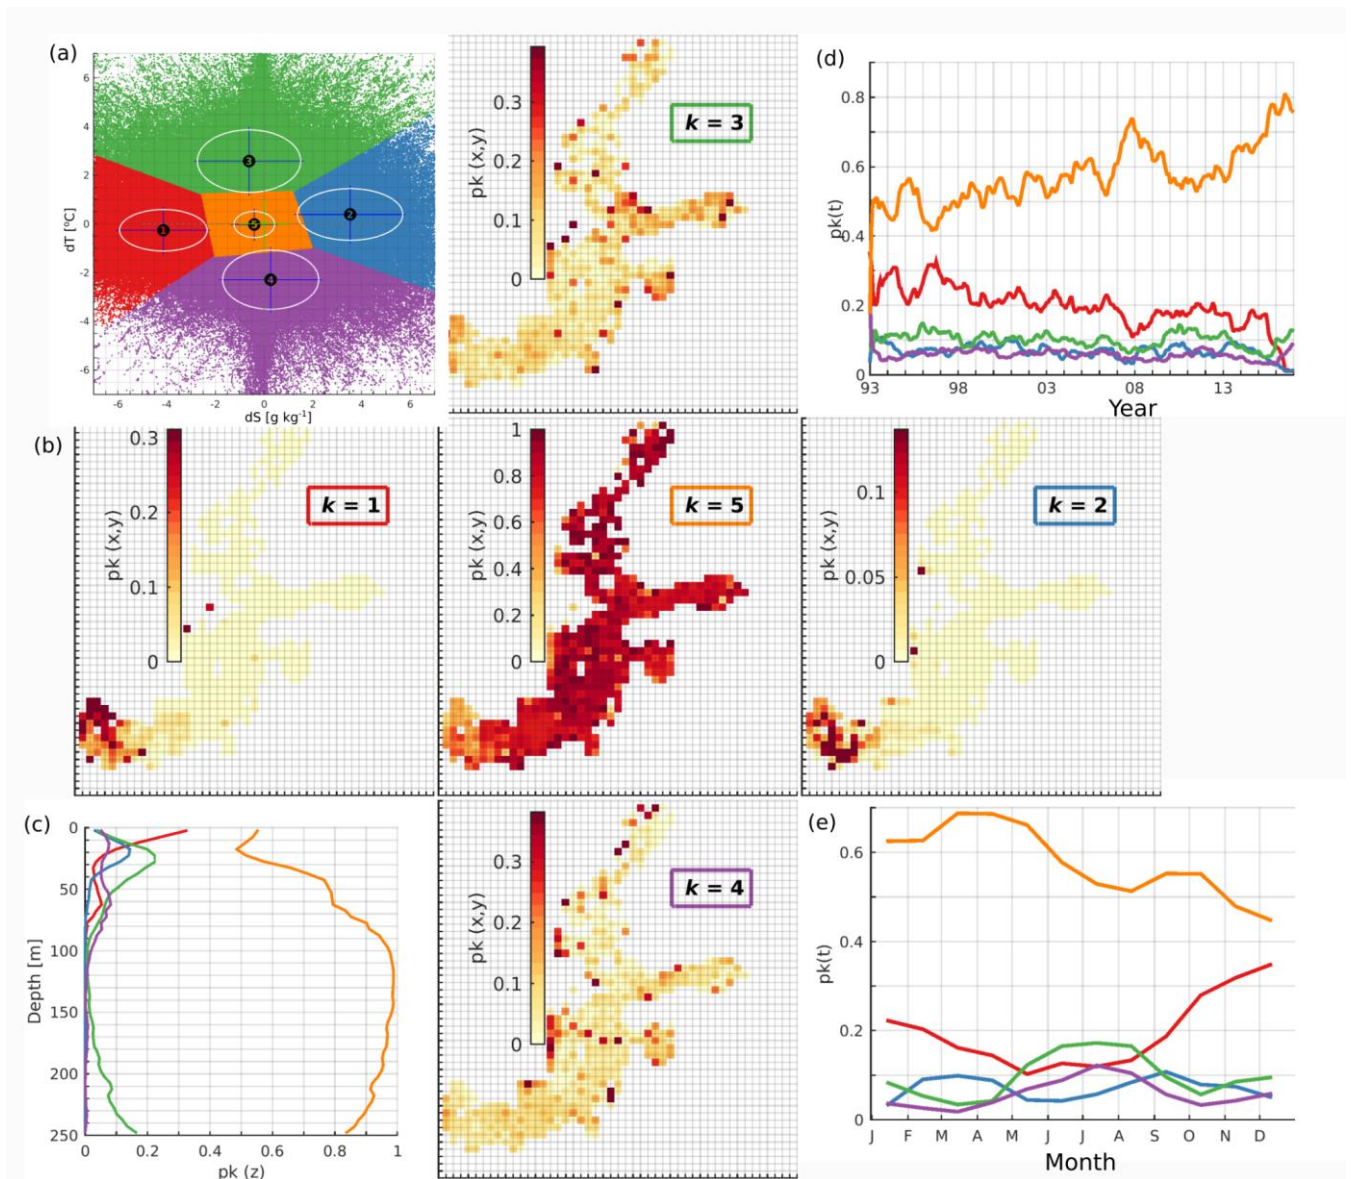 (a)
6
4
2
0
-2
-4
-6
dT [°C]
3
1
5
2
4
-6
-4
-2
0
2
4
6
dS [g kg⁻¹]
0.3
0.2
0.1
0
pk (x,y)
k = 3
(d)
0.8
0.6
0.4
0.2
0
pk(t)
93
98
03
08
13
Year
(b)
0.3
0.2
0.1
0
pk (x,y)
k = 1
1
0.8
0.6
0.4
0.2
0
pk (x,y)
k = 5
0.1
0.05
0
pk (x,y)
k = 2
(c)
0
50
100
150
200
250
Depth [m]
0
0.2
0.4
0.6
0.8
1
pk (z)
0.3
0.2
0.1
0
pk (x,y)
k = 4
(e)
0.6
0.4
0.2
0
pk(t)
J F M A M J J A S O N D
Month